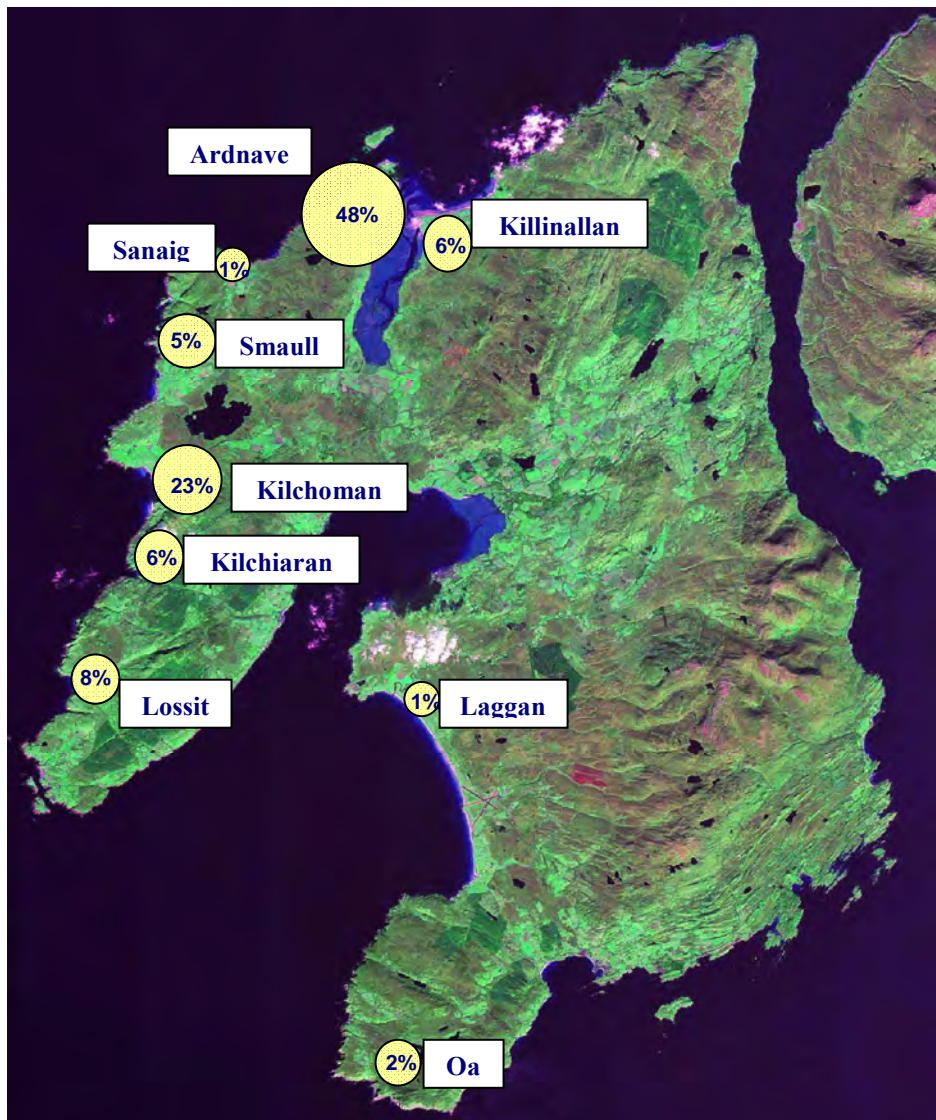 Ardnave
48%
Killinallan
6%
Sanaig
1%
5%
Smaull
23%
Kilchoman
6%
Kilchiaran
8%
Lossit
1%
Laggan
2%
Oa